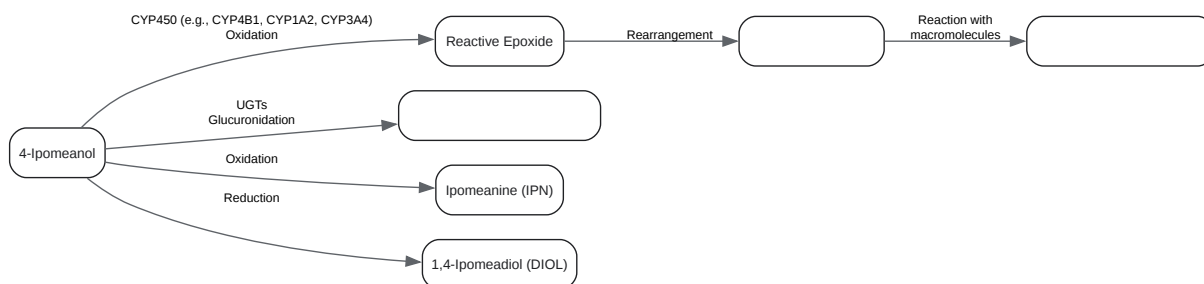 CYP450 (e.g., CYP4B1, CYP1A2, CYP3A4)
Oxidation
Reactive Epoxide
Rearrangement
Reaction with
macromolecules
UGTs
Glucuronidation
4-Ipomeanol
Oxidation
Ipomeanine (IPN)
Reduction
1,4-Ipomeadiol (DIOL)